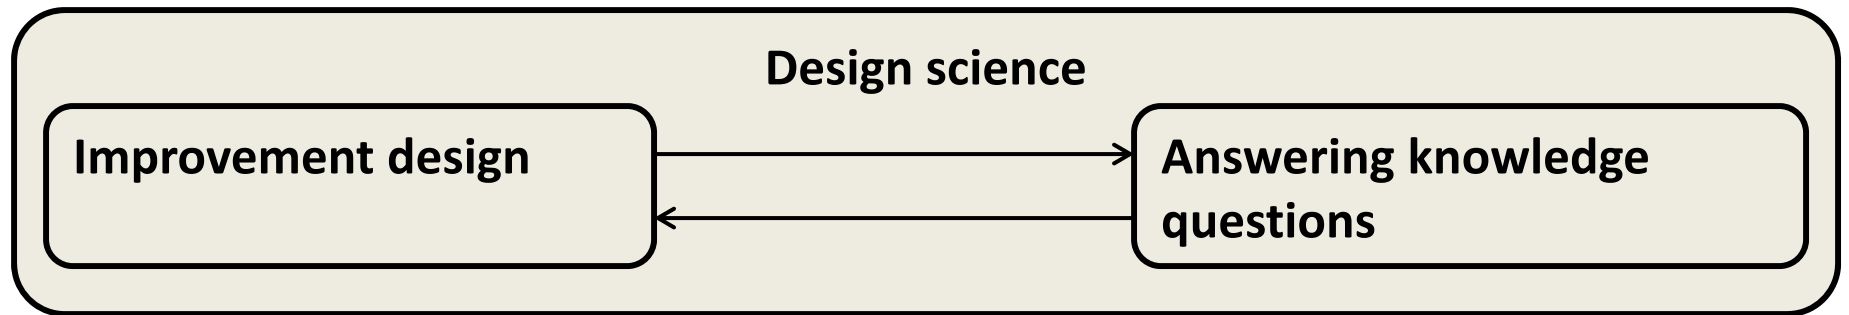 Design science
Improvement design
Answering knowledge
questions